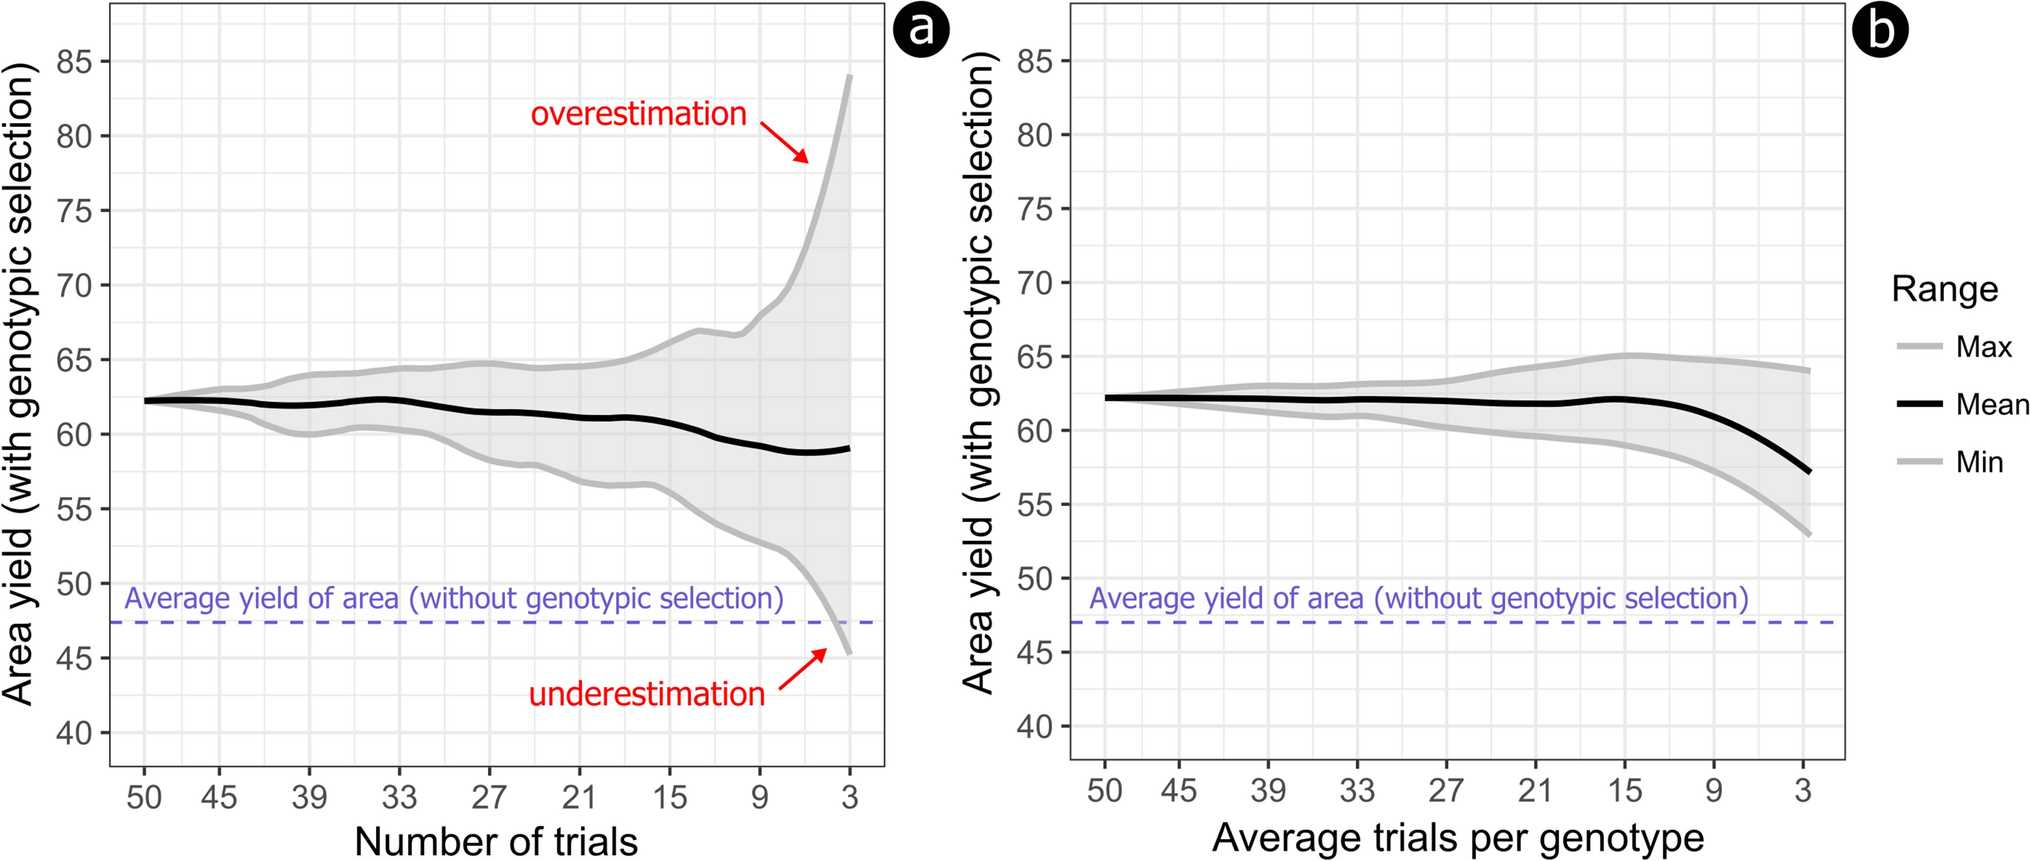 a
Area yield (with genotypic selection)
85
80
75
70
65
60
55
50
45
40
overestimation
Average yield of area (without genotypic selection)
underestimation
50 45 39 33 27 21 15 9 3
Number of trials
b
Area yield (with genotypic selection)
85
80
75
70
65
60
55
50
45
40
Average yield of area (without genotypic selection)
50 45 39 33 27 21 15 9 3
Average trials per genotype
Range
Max
Mean
Min